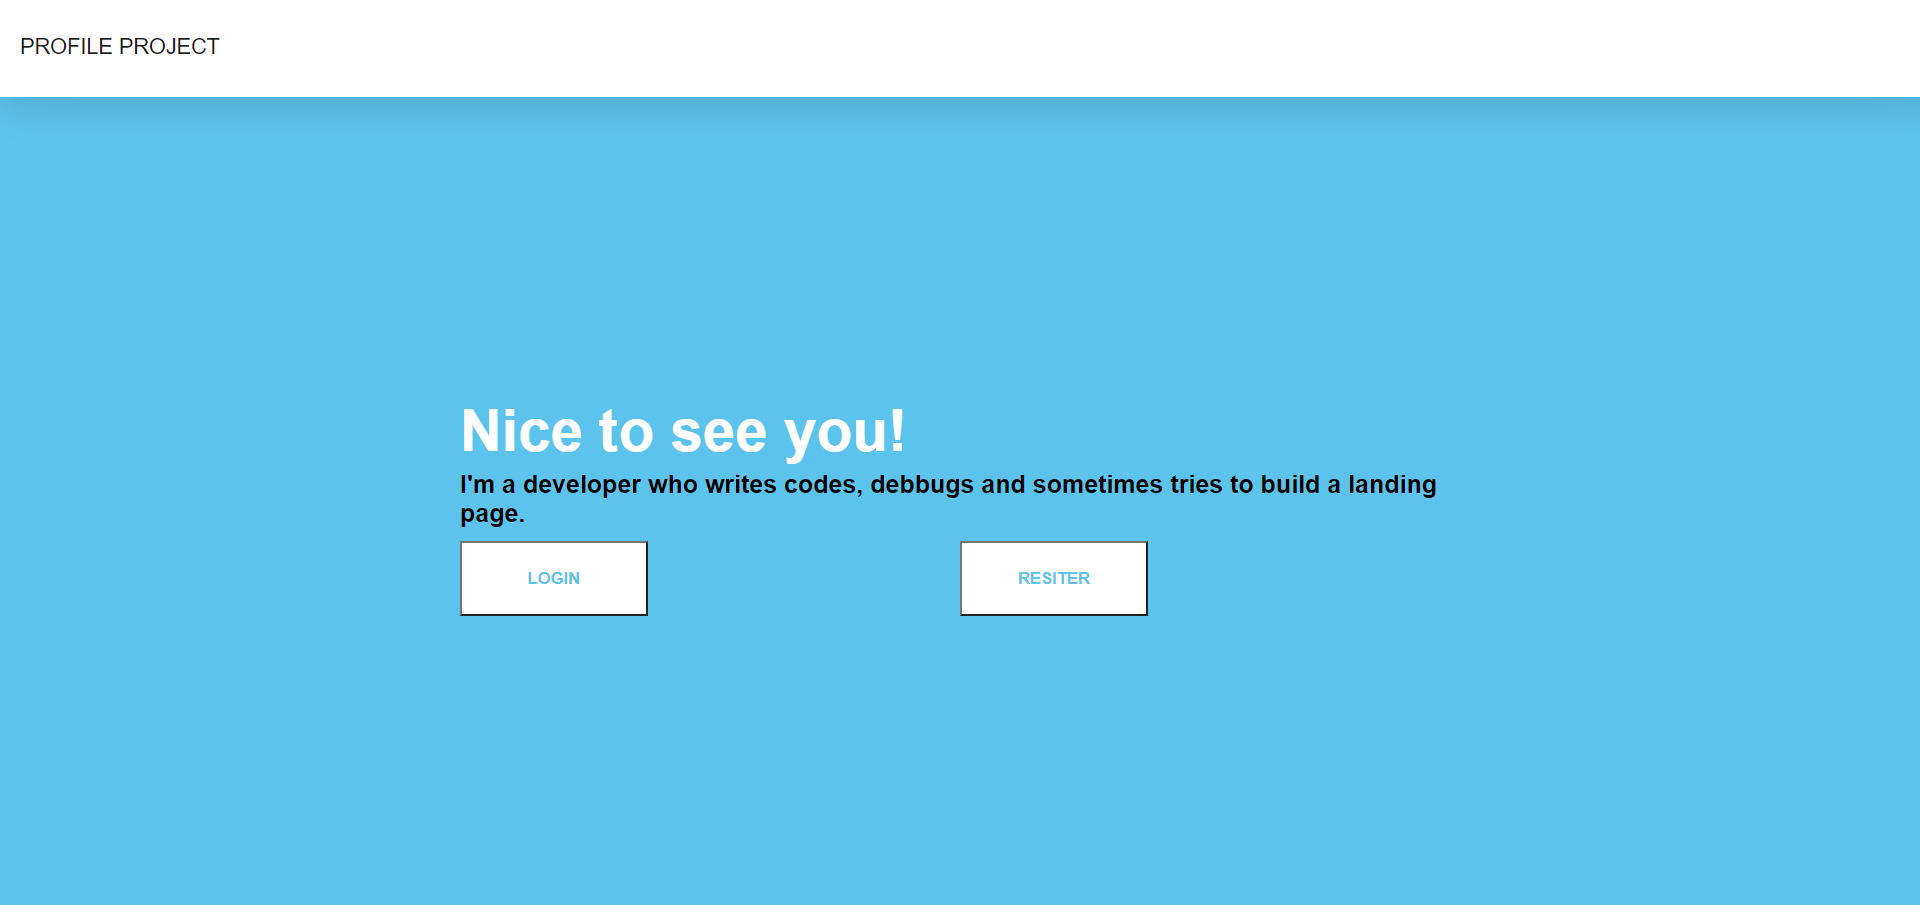 PROFILE PROJECT
Nice to see you!
I'm a developer who writes codes, debbugs and sometimes tries to build a landing
page.
LOGIN
RESITER